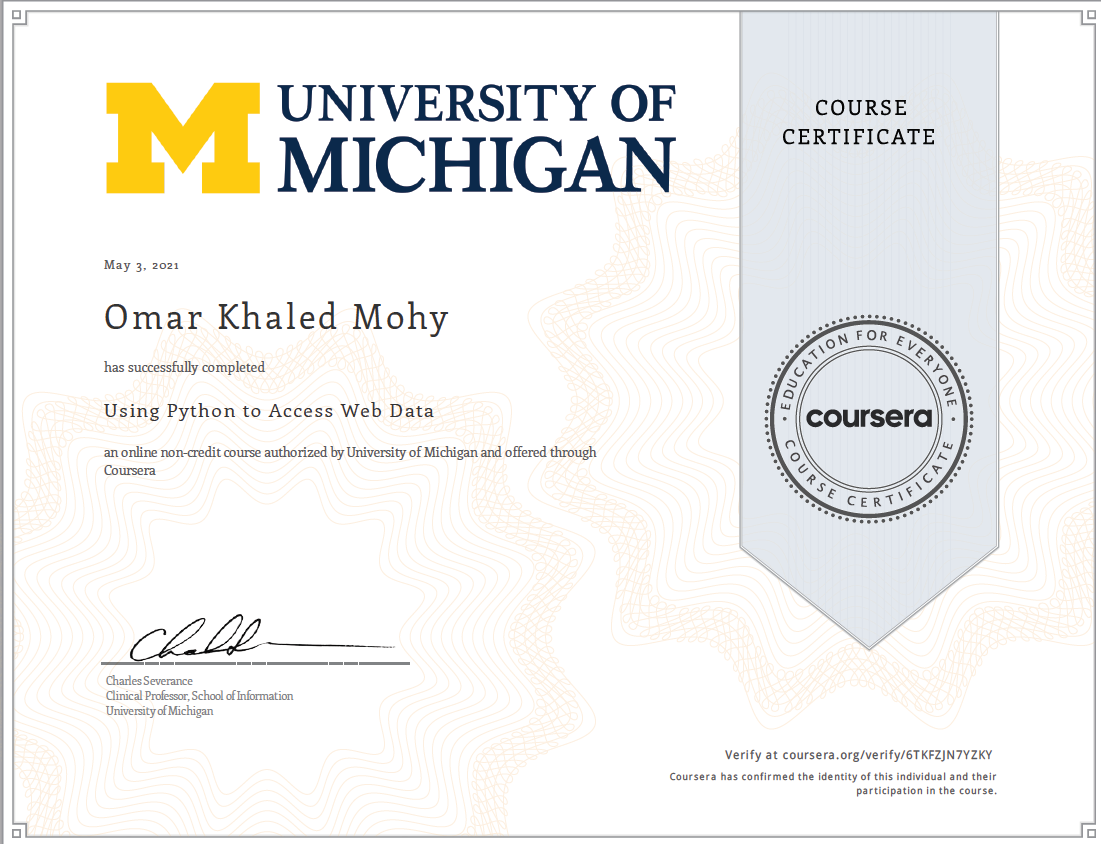 UNIVERSITY OF
MICHIGAN
COURSE
CERTIFICATE
May 3, 2021
Omar Khaled Mohy
has successfully completed
Using Python to Access Web Data
an online non-credit course authorized by University of Michigan and offered through
Coursera
EDUCATION FOR EVERYONE
coursera
COURSE CERTIFICATE
Charles Severance
Clinical Professor, School of Information
University of Michigan
Verify at coursera.org/verify/6TKFZJN7YZKY
Coursera has confirmed the identity of this individual and their
participation in the course.